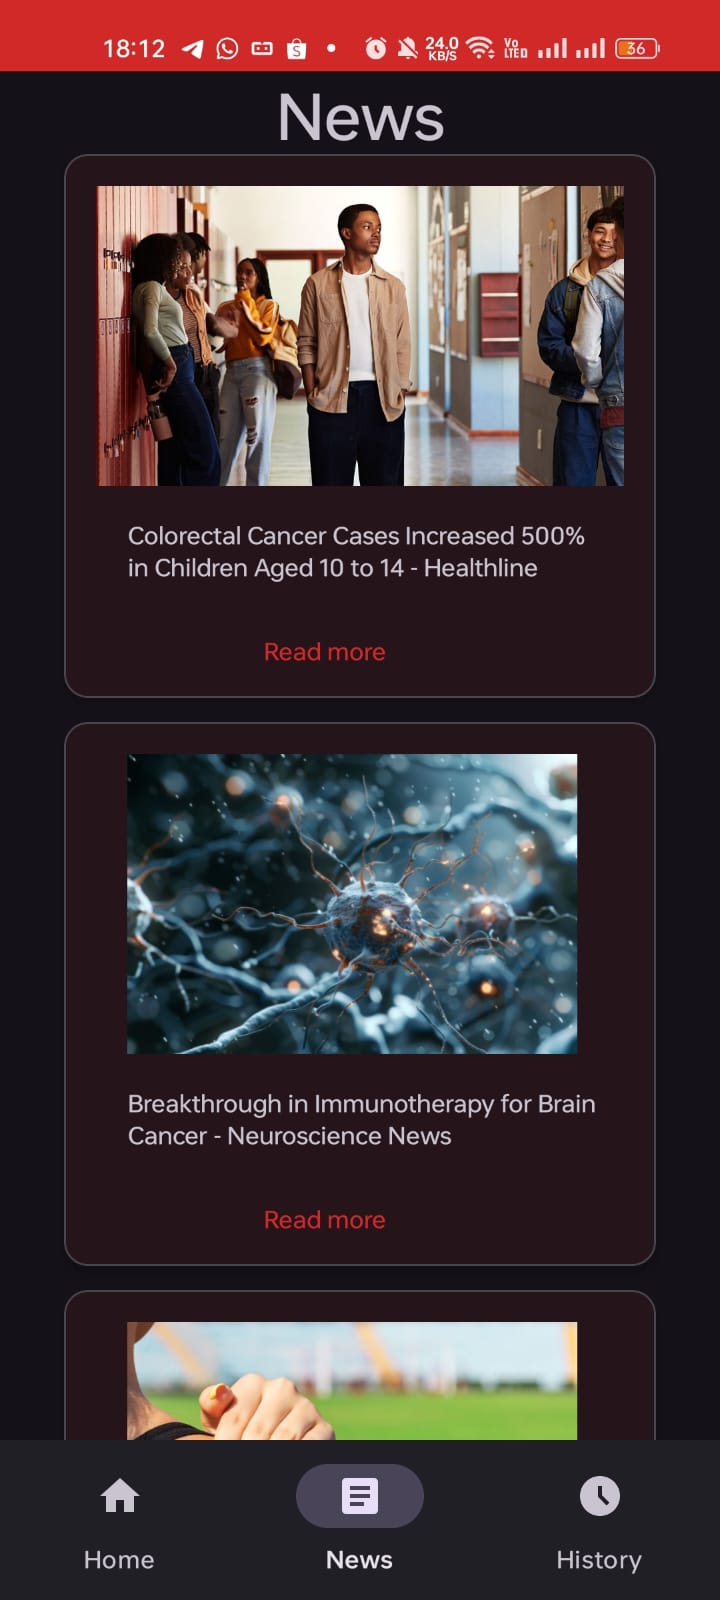 18:12 24.0 KB/S Vo LTE 36
News
Colorectal Cancer Cases Increased 500%
in Children Aged 10 to 14 - Healthline
Read more
Breakthrough in Immunotherapy for Brain
Cancer - Neuroscience News
Read more
Home News History